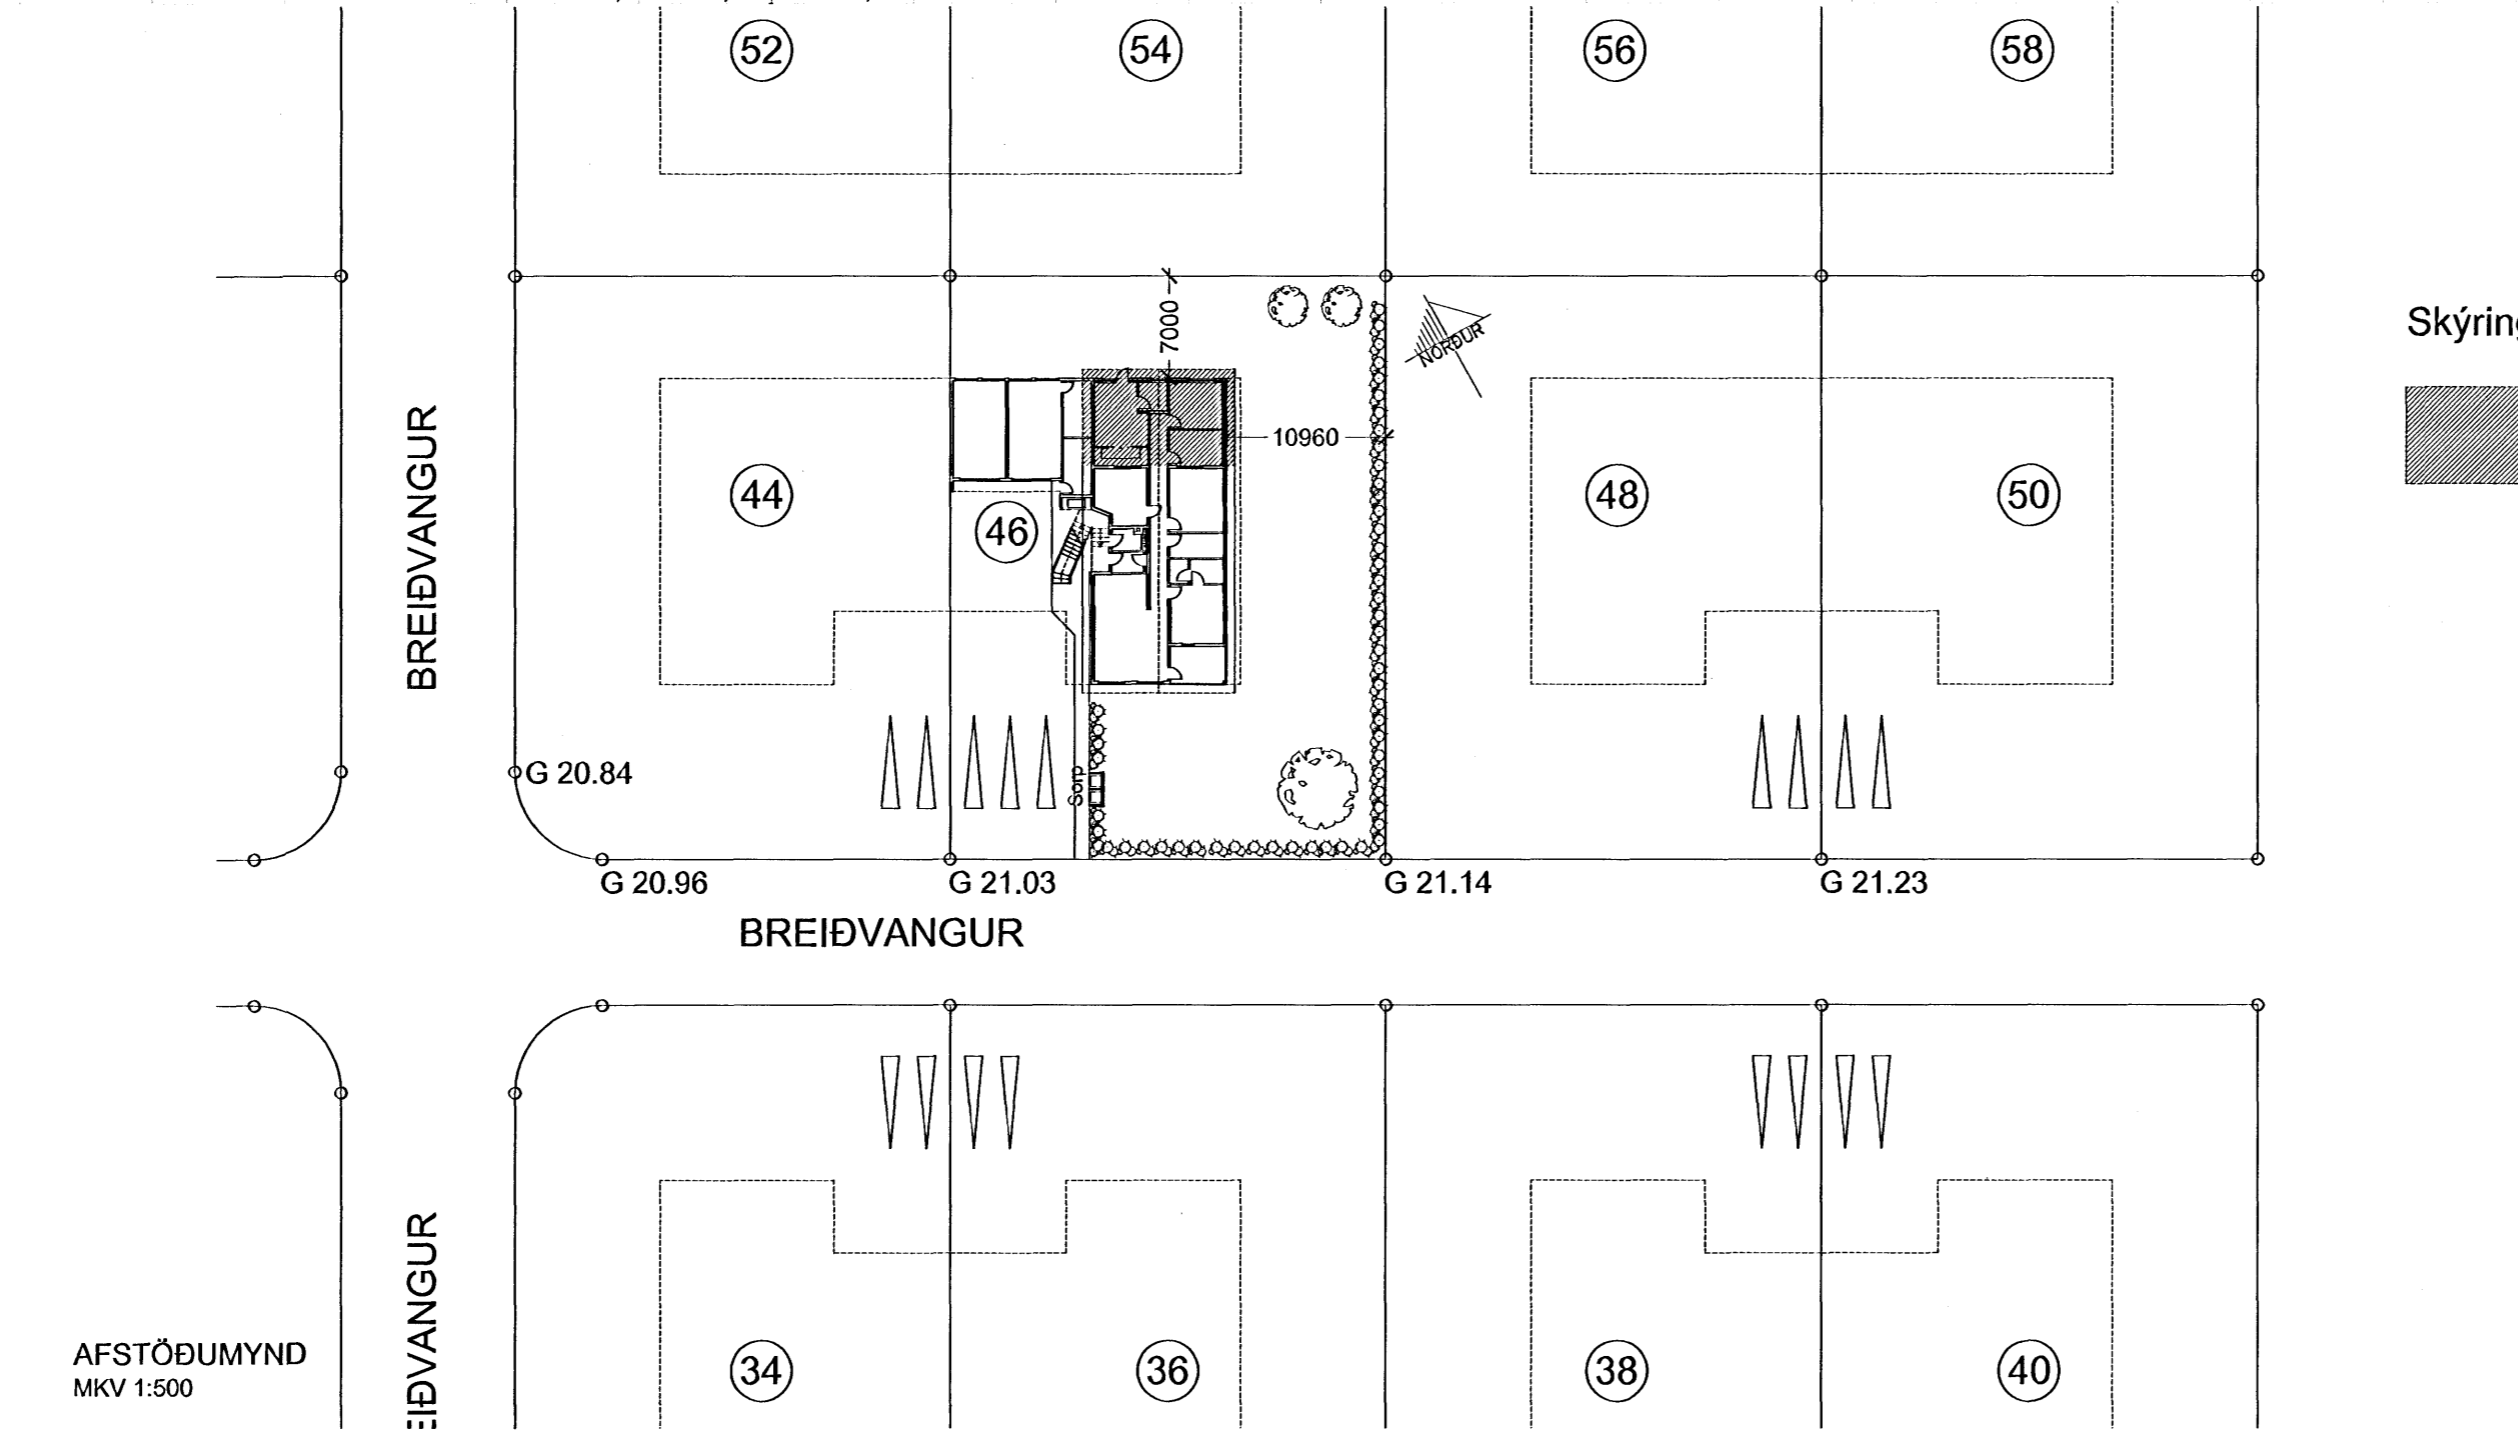 52
54
56
58
7000
NORÐUR
Skýring
10960
BREIÐVANGUR
44
46
48
50
G 20.84
Sorp
G 20.96
G 21.03
G 21.14
G 21.23
BREIÐVANGUR
EIÐVANGUR
34
36
38
40
AFSTÖÐUMYND
MKV 1:500